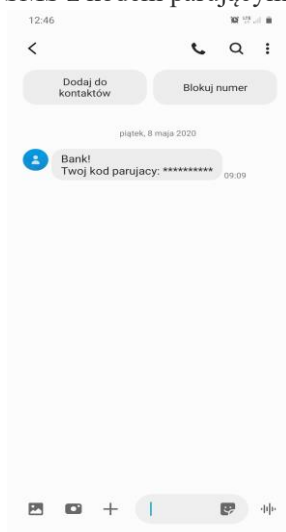 12:46
Dodaj do
kontaktów
Blokuj numer
piątek, 8 maja 2020
Bank!
Twoj kod parujacy: **********
09:09